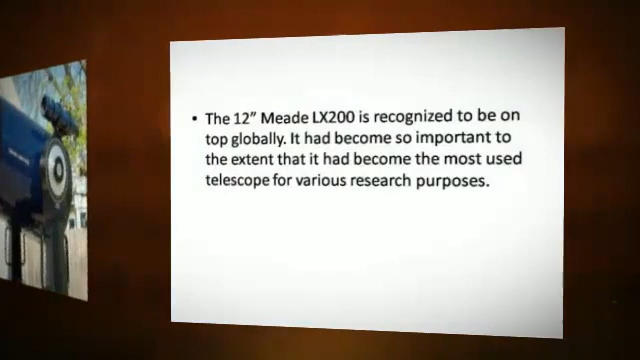 • The 12" Meade LX200 is recognized to be on
top globally. It had become so important to
the extent that it had become the most used
telescope for various research purposes.